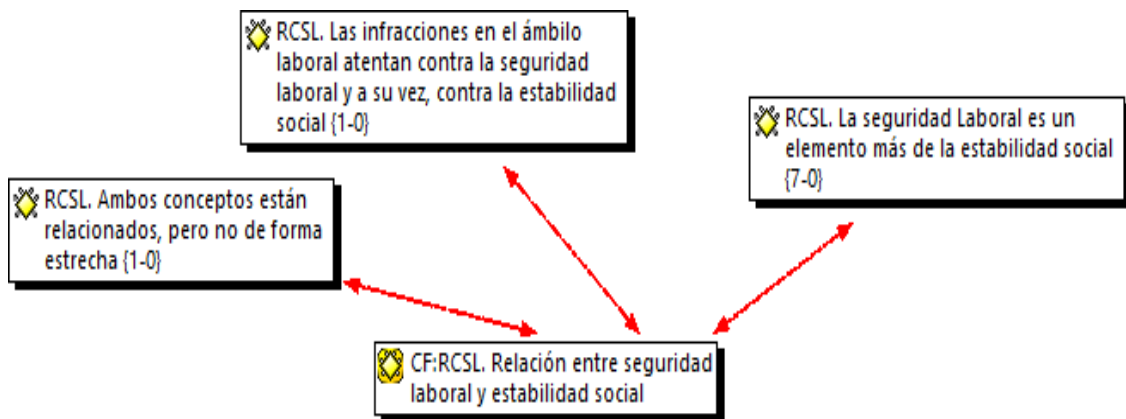 RCSL. Las infracciones en el ámbilo
laboral atentan contra la seguridad
laboral y a su vez, contra la estabilidad
social {1-0}
RCSL. La seguridad Laboral es un
elemento más de la estabilidad social
{7-0}
RCSL. Ambos conceptos están
relacionados, pero no de forma
estrecha {1-0}
CF:RCSL. Relación entre seguridad
laboral y estabilidad social